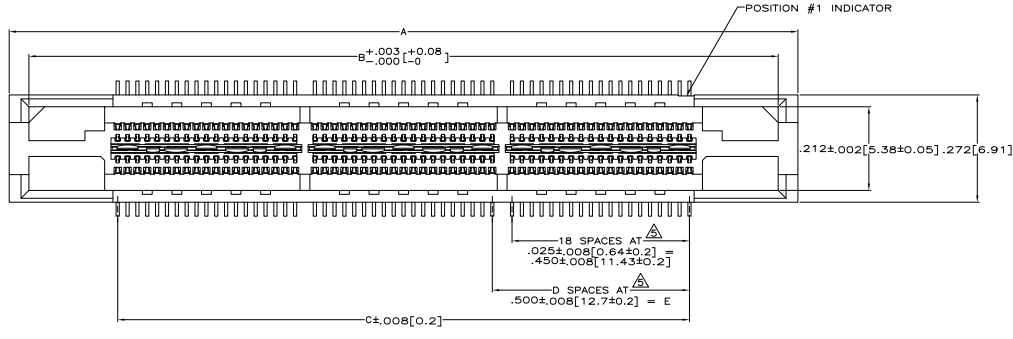 POSITION #1 INDICATOR
A
B+.003[+0.08]
-.000 -0
.212±.002[5.38±0.05]
.272[6.91]
18 SPACES AT 5
.025±.008[0.64±0.2] =
.450±.008[11.43±0.2]
D SPACES AT 5
.500±.008[12.7±0.2] = E
C±.008[0.2]